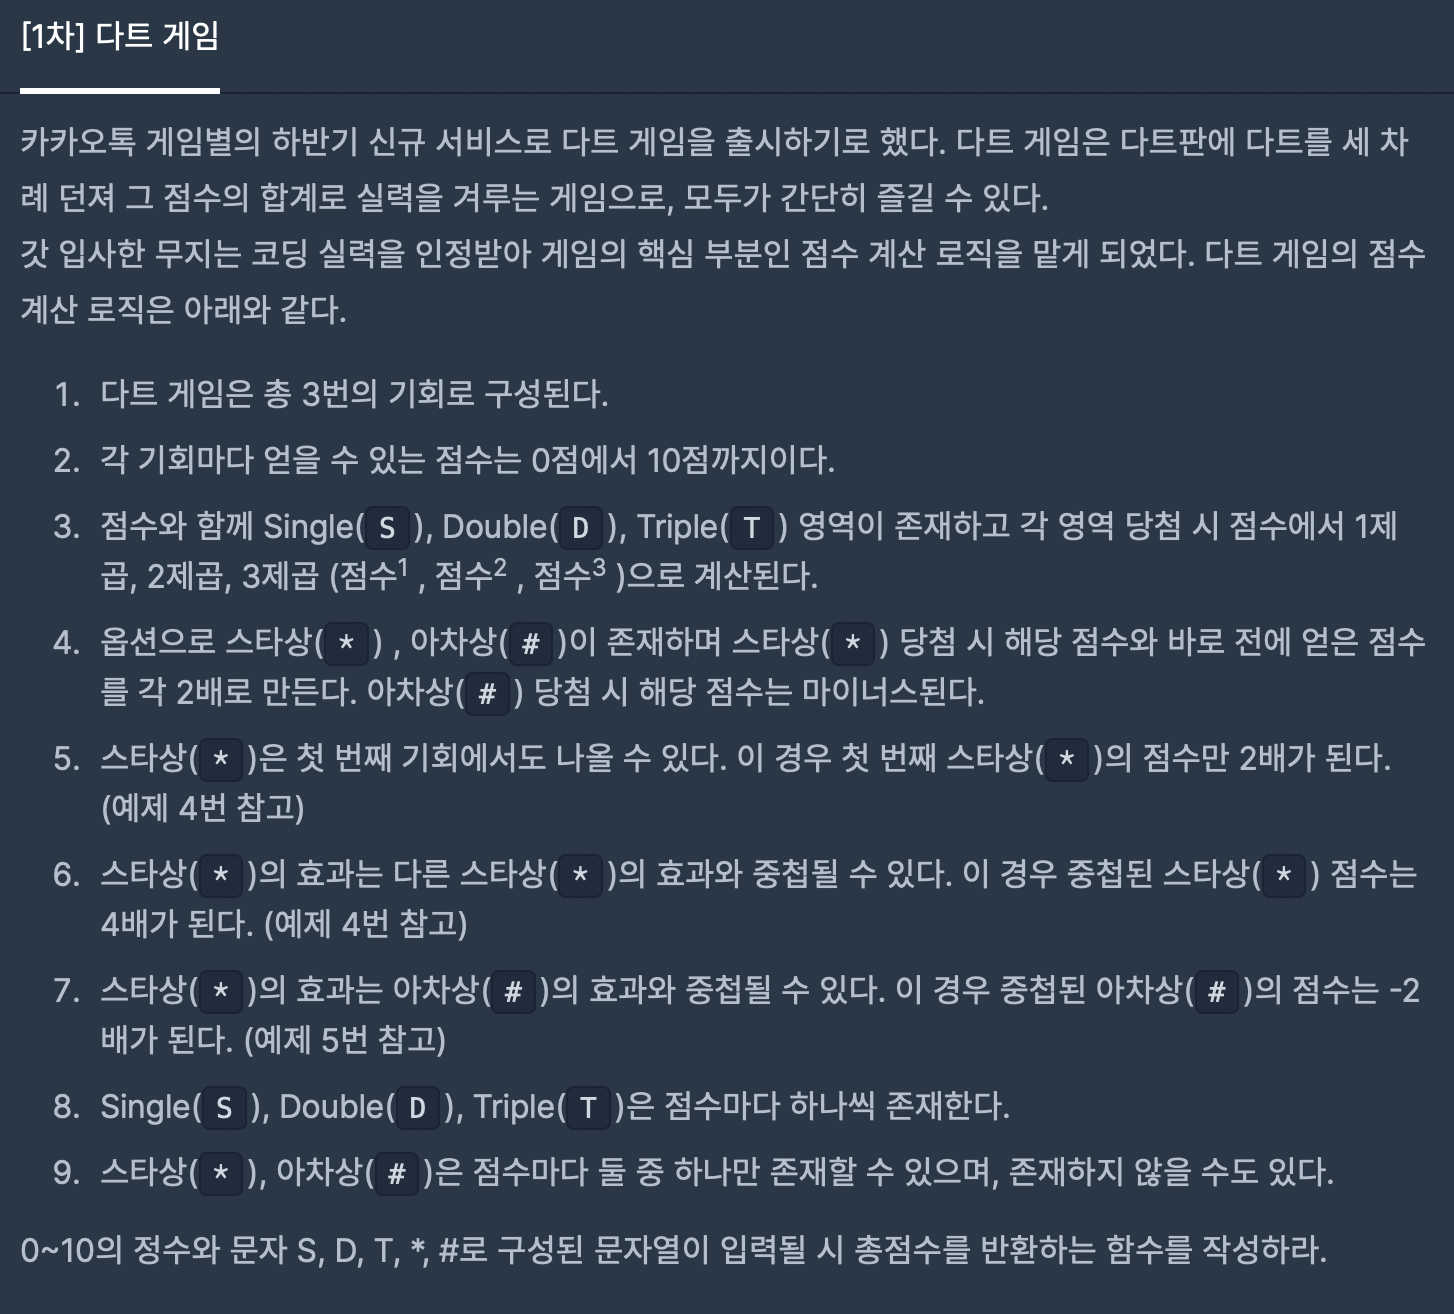 [1차] 다트 게임
카카오톡 게임별의 하반기 신규 서비스로 다트 게임을 출시하기로 했다. 다트 게임은 다트판에 다트를 세 차
례 던져 그 점수의 합계로 실력을 겨루는 게임으로, 모두가 간단히 즐길 수 있다.
갓 입사한 무지는 코딩 실력을 인정받아 게임의 핵심 부분인 점수 계산 로직을 맡게 되었다. 다트 게임의 점수
계산 로직은 아래와 같다.
1. 다트 게임은 총 3번의 기회로 구성된다.
2. 각 기회마다 얻을 수 있는 점수는 0점에서 10점까지이다.
3. 점수와 함께 Single(S), Double(D), Triple(T) 영역이 존재하고 각 영역 당첨 시 점수에서 1제
곱, 2제곱, 3제곱 (점수¹ , 점수² , 점수³ )으로 계산된다.
4. 옵션으로 스타상(*) , 아차상(#)이 존재하며 스타상(*) 당첨 시 해당 점수와 바로 전에 얻은 점수
를 각 2배로 만든다. 아차상(#) 당첨 시 해당 점수는 마이너스된다.
5. 스타상(*)은 첫 번째 기회에서도 나올 수 있다. 이 경우 첫 번째 스타상(*)의 점수만 2배가 된다.
(예제 4번 참고)
6. 스타상(*)의 효과는 다른 스타상(*)의 효과와 중첩될 수 있다. 이 경우 중첩된 스타상(*) 점수는
4배가 된다. (예제 4번 참고)
7. 스타상(*)의 효과는 아차상(#)의 효과와 중첩될 수 있다. 이 경우 중첩된 아차상(#)의 점수는 -2
배가 된다. (예제 5번 참고)
8. Single(S), Double(D), Triple(T)은 점수마다 하나씩 존재한다.
9. 스타상(*), 아차상(#)은 점수마다 둘 중 하나만 존재할 수 있으며, 존재하지 않을 수도 있다.
0~10의 정수와 문자 S, D, T, *, #로 구성된 문자열이 입력될 시 총점수를 반환하는 함수를 작성하라.